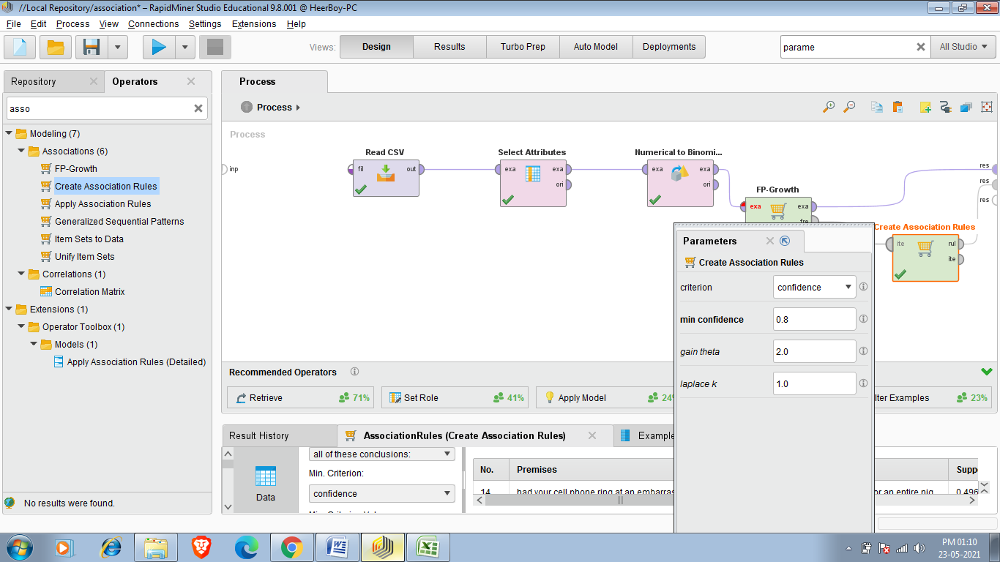 //Local Repository/association* – RapidMiner Studio Educational 9.8.001 @ HeerBoy-PC
File Edit Process View Connections Settings Extensions Help
Views: Design Results Turbo Prep Auto Model Deployments parame All Studio
Repository Operators
asso
Modeling (7)
Associations (6)
FP-Growth
Create Association Rules
Apply Association Rules
Generalized Sequential Patterns
Item Sets to Data
Unify Item Sets
Correlations (1)
Correlation Matrix
Extensions (1)
Operator Toolbox (1)
Models (1)
Apply Association Rules (Detailed)
No results were found.
Process
Process
Process
inp
Read CSV
fil out
Select Attributes
exa exa
ori
Numerical to Binomi...
exa exa
ori
FP-Growth
exa exa
fre
Create Association Rules
ite rul
ite
res
res
res
Parameters
Create Association Rules
criterion confidence
min confidence 0.8
gain theta 2.0
laplace k 1.0
Recommended Operators
Retrieve 71%
Set Role 41%
Apply Model 24%
lter Examples 23%
Result History AssociationRules (Create Association Rules) Example
Data
all of these conclusions:
Min. Criterion:
confidence
No. Premises Suppo
14 had your cell phone ring at an embarras or an entire nig 0.496
PM 01:10
23-05-2021